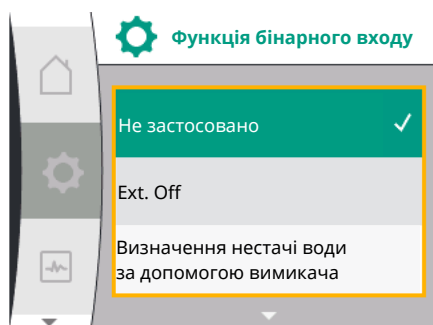 Функція бінарного входу
Не застосовано
Ext. Off
Визначення нестачі води
за допомогою вимикача